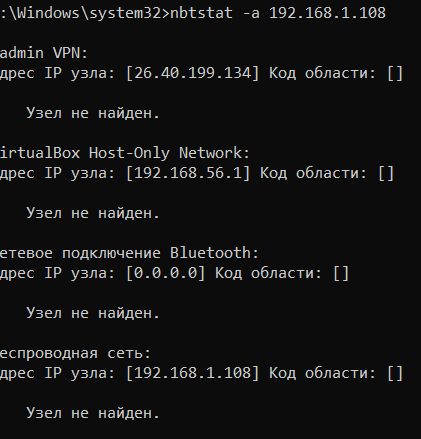 :\Windows\system32>nbtstat -a 192.168.1.108
admin VPN:
дрес IP узла: [26.40.199.134] Код области: []
Узел не найден.
irtualBox Host-Only Network:
дрес IP узла: [192.168.56.1] Код области: []
Узел не найден.
етевое подключение Bluetooth:
дрес IP узла: [0.0.0.0] Код области: []
Узел не найден.
еспроводная сеть:
дрес IP узла: [192.168.1.108] Код области: []
Узел не найден.